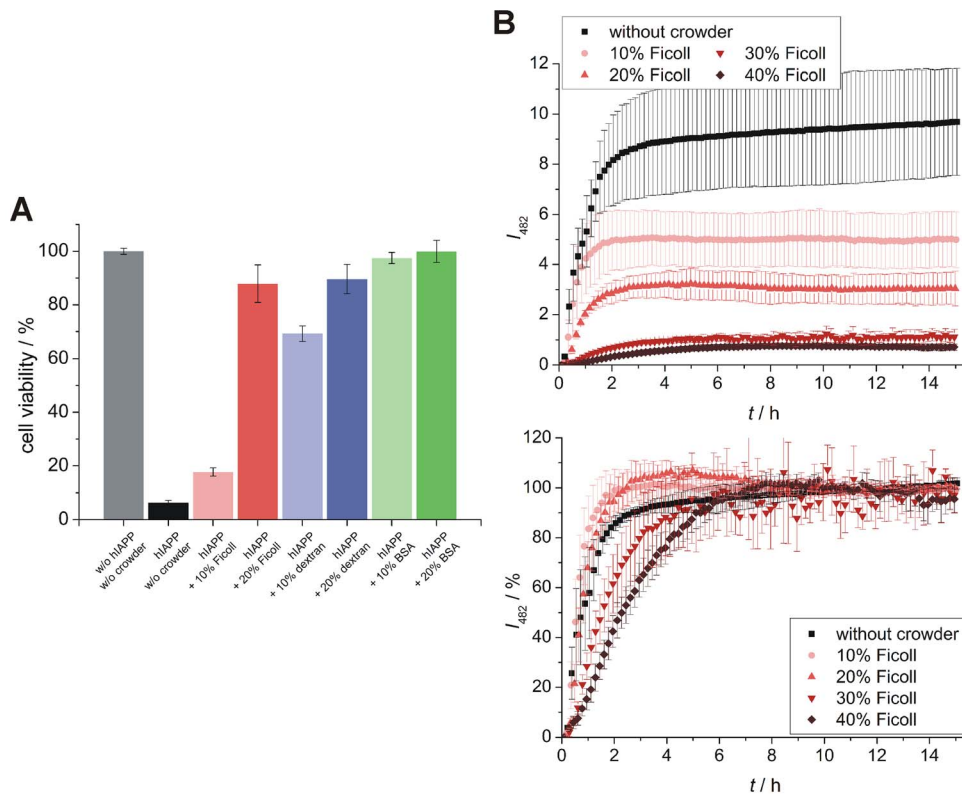 A
cell viability / %
120
100
80
60
40
20
0
w/o hIAPP
w/o crowder
hIAPP
w/o crowder
hIAPP
+ 10% Ficoll
hIAPP
+ 20% Ficoll
hIAPP
+ 10% dextran
hIAPP
+ 20% dextran
hIAPP
+ 10% BSA
hIAPP
+ 20% BSA
B
without crowder
10% Ficoll
30% Ficoll
20% Ficoll
40% Ficoll
I482
12
10
8
6
4
2
0
0
2
4
6
8
10
12
14
t / h
I482 / %
120
100
80
60
40
20
0
without crowder
10% Ficoll
20% Ficoll
30% Ficoll
40% Ficoll
0
2
4
6
8
10
12
14
t / h